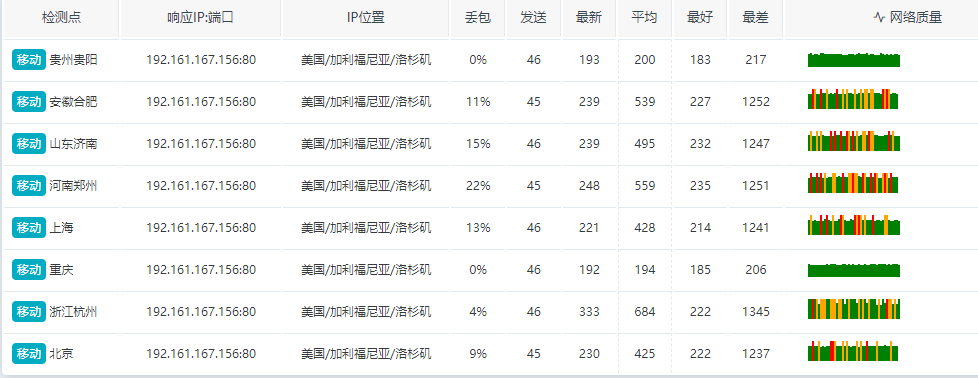 检测点 响应IP:端口 IP位置 丢包 发送 最新 平均 最好 最差 网络质量
移动 贵州贵阳 192.161.167.156:80 美国/加利福尼亚/洛杉矶 0% 46 193 200 183 217
移动 安徽合肥 192.161.167.156:80 美国/加利福尼亚/洛杉矶 11% 45 239 539 227 1252
移动 山东济南 192.161.167.156:80 美国/加利福尼亚/洛杉矶 15% 46 239 495 232 1247
移动 河南郑州 192.161.167.156:80 美国/加利福尼亚/洛杉矶 22% 45 248 559 235 1251
移动 上海 192.161.167.156:80 美国/加利福尼亚/洛杉矶 13% 46 221 428 214 1241
移动 重庆 192.161.167.156:80 美国/加利福尼亚/洛杉矶 0% 46 192 194 185 206
移动 浙江杭州 192.161.167.156:80 美国/加利福尼亚/洛杉矶 4% 46 333 684 222 1345
移动 北京 192.161.167.156:80 美国/加利福尼亚/洛杉矶 9% 45 230 425 222 1237